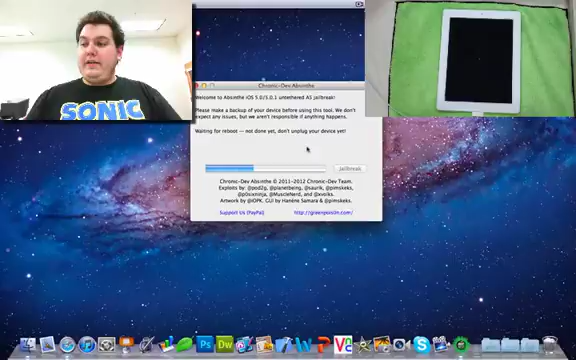 SONIC
Chronic-Dev Absinthe
Welcome to Absinthe iOS 5.0/5.0.1 untethered A5 jailbreak!
Please make a backup of your device before using this tool. We don't
expect any issues, but we aren't responsible if anything happens.
Waiting for reboot — not done yet, don't unplug your device yet!
Jailbreak
Chronic-Dev Absinthe © 2011-2012 Chronic-Dev Team.
Exploits by: @pod2g, @planetbeing, @saurik, @pimskeks,
@p0sixninja, @MuscleNerd, and @xvolks.
Artwork by @iOPK. GUI by Hanéne Samara & @pimskeks.
Support Us (PayPal)
http://greenpois0n.com/
Ps
Dw
W
P
S